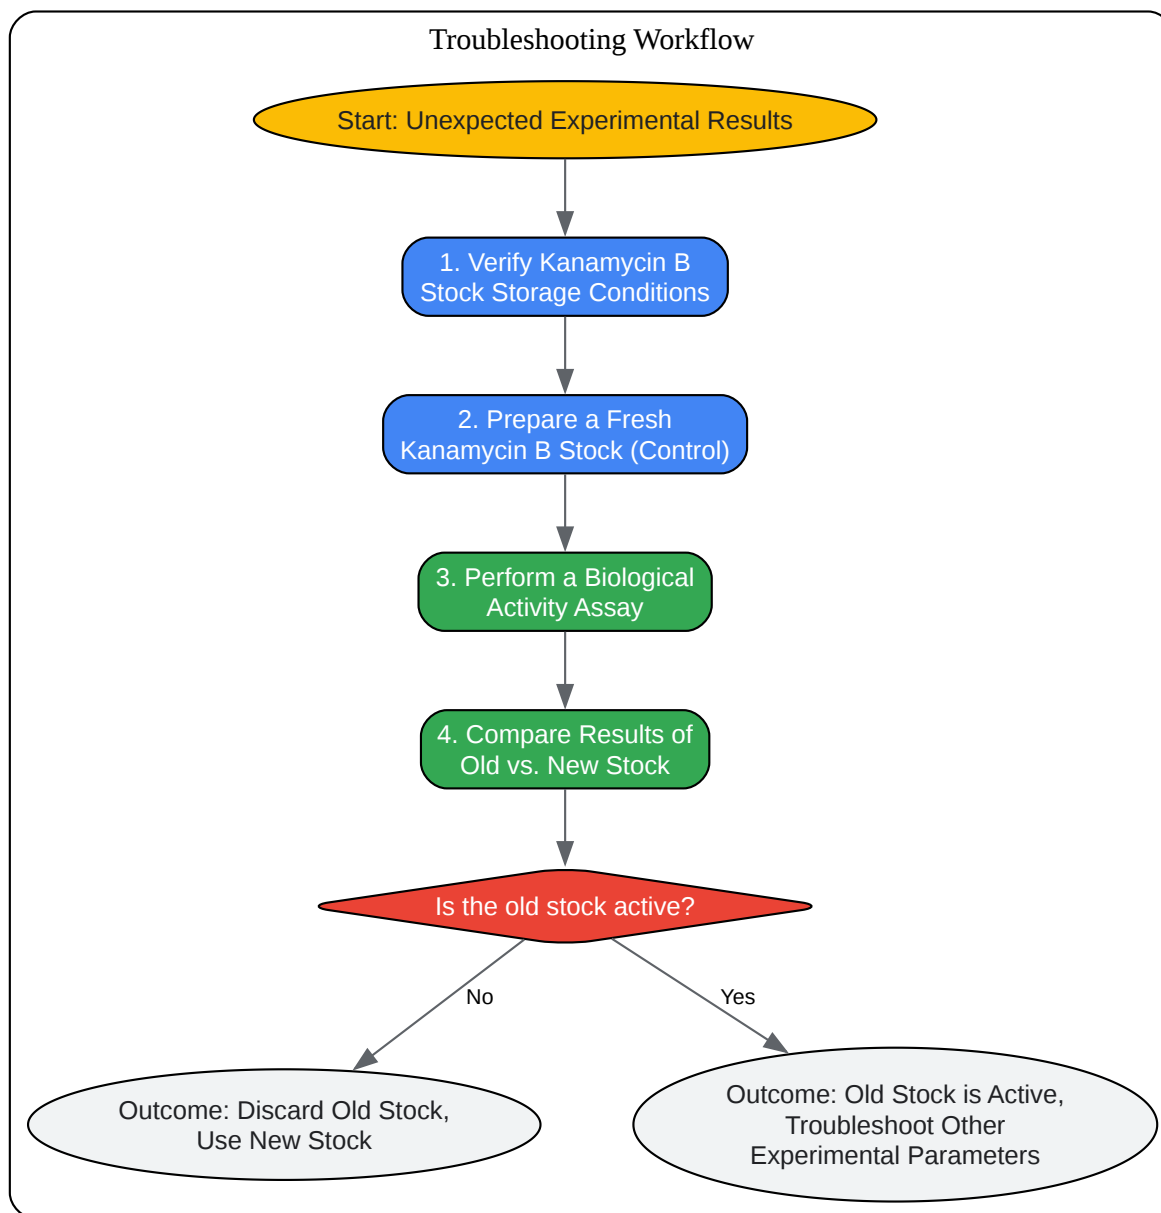 Troubleshooting Workflow
Start: Unexpected Experimental Results
1. Verify Kanamycin B
Stock Storage Conditions
2. Prepare a Fresh
Kanamycin B Stock (Control)
3. Perform a Biological
Activity Assay
4. Compare Results of
Old vs. New Stock
Is the old stock active?
No
Yes
Outcome: Discard Old Stock,
Use New Stock
Outcome: Old Stock is Active,
Troubleshoot Other
Experimental Parameters